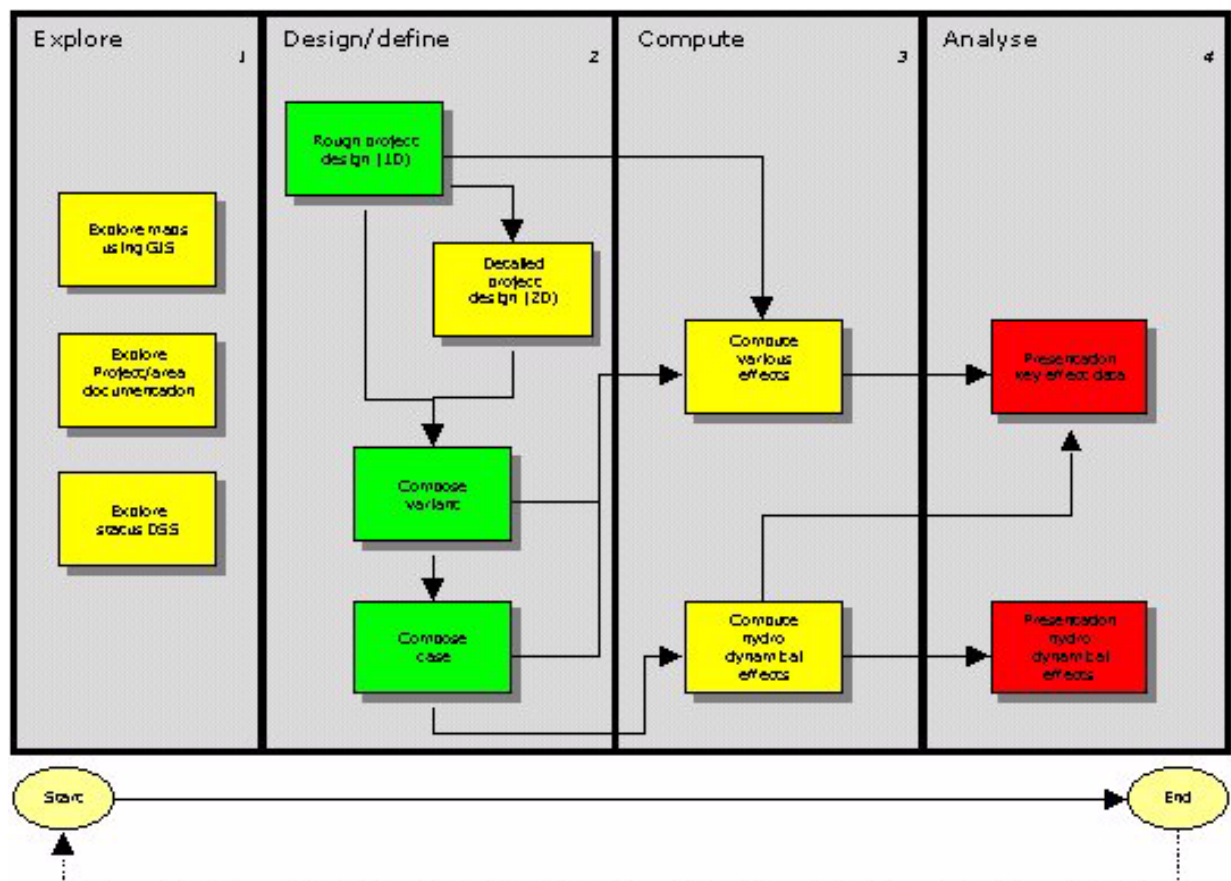 Explore
1
Explore maps
using GIS
Explore
Project/area
documentation
Explore
status DSS
Design/define
2
Rough project
design (1D)
Detailed
project
design (2D)
Compose
variant
Compose
case
Compute
3
Compute
various
effects
Compute
hydro
dynamical
effects
Analyse
4
Presentation
key effect data
Presentation
hydro
dynamical
effects
Start
End